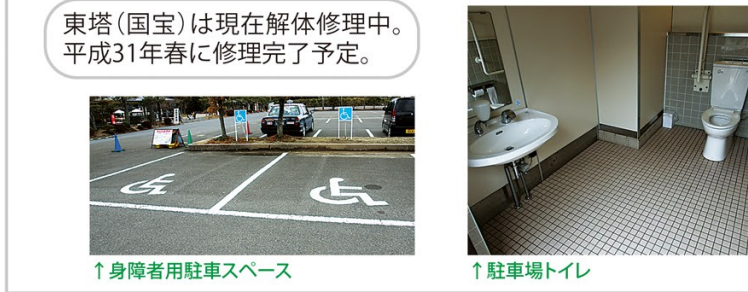 東塔（国宝）は現在解体修理中。
平成31年春に修理完了予定。
↑身障者用駐車スペース
↑駐車場トイレ